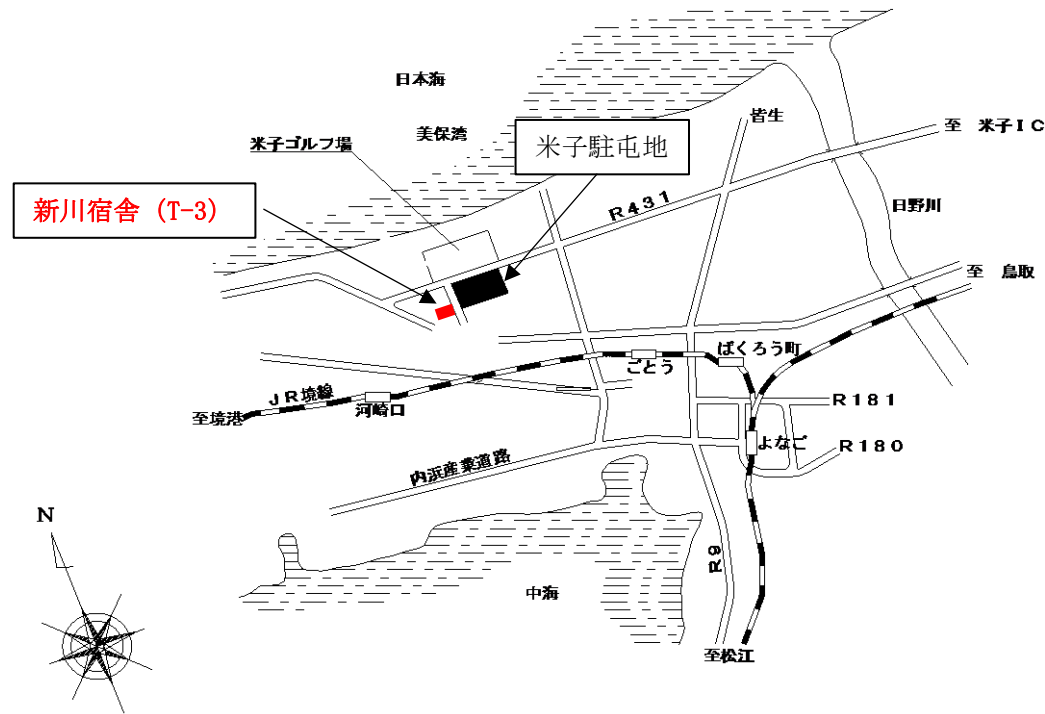 日本海
皆生
至　米子ＩＣ
美保湾
米子ゴルフ場
米子駐屯地
新川宿舎 (T-3)
Ｒ４３１
日野川
至　鳥取
ばくろう町
ごとう
ＪＲ境線
河崎口
至境港
Ｒ１８１
よなご
Ｒ１８０
内浜産業道路
N
Ｒ９
中海
至松江